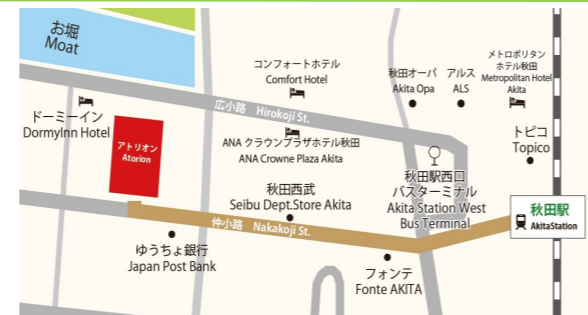 お堀
Moat
コンフォートホテル
Comfort Hotel
秋田オーパ
Akita Opa
アルス
ALS
メトロポリタン
ホテル秋田
Metropolitan Hotel
Akita
ドーミーイン
DormyInn Hotel
広小路 Hirokoji St.
アトリオン
Atorion
ANA クラウンプラザホテル秋田
ANA Crowne Plaza Akita
トピコ
Topico
秋田駅西口
バスターミナル
Akita Station West
Bus Terminal
秋田西武
Seibu Dept.Store Akita
秋田駅
AkitaStation
仲小路 Nakakoji St.
ゆうちょ銀行
Japan Post Bank
フォンテ
Fonte AKITA